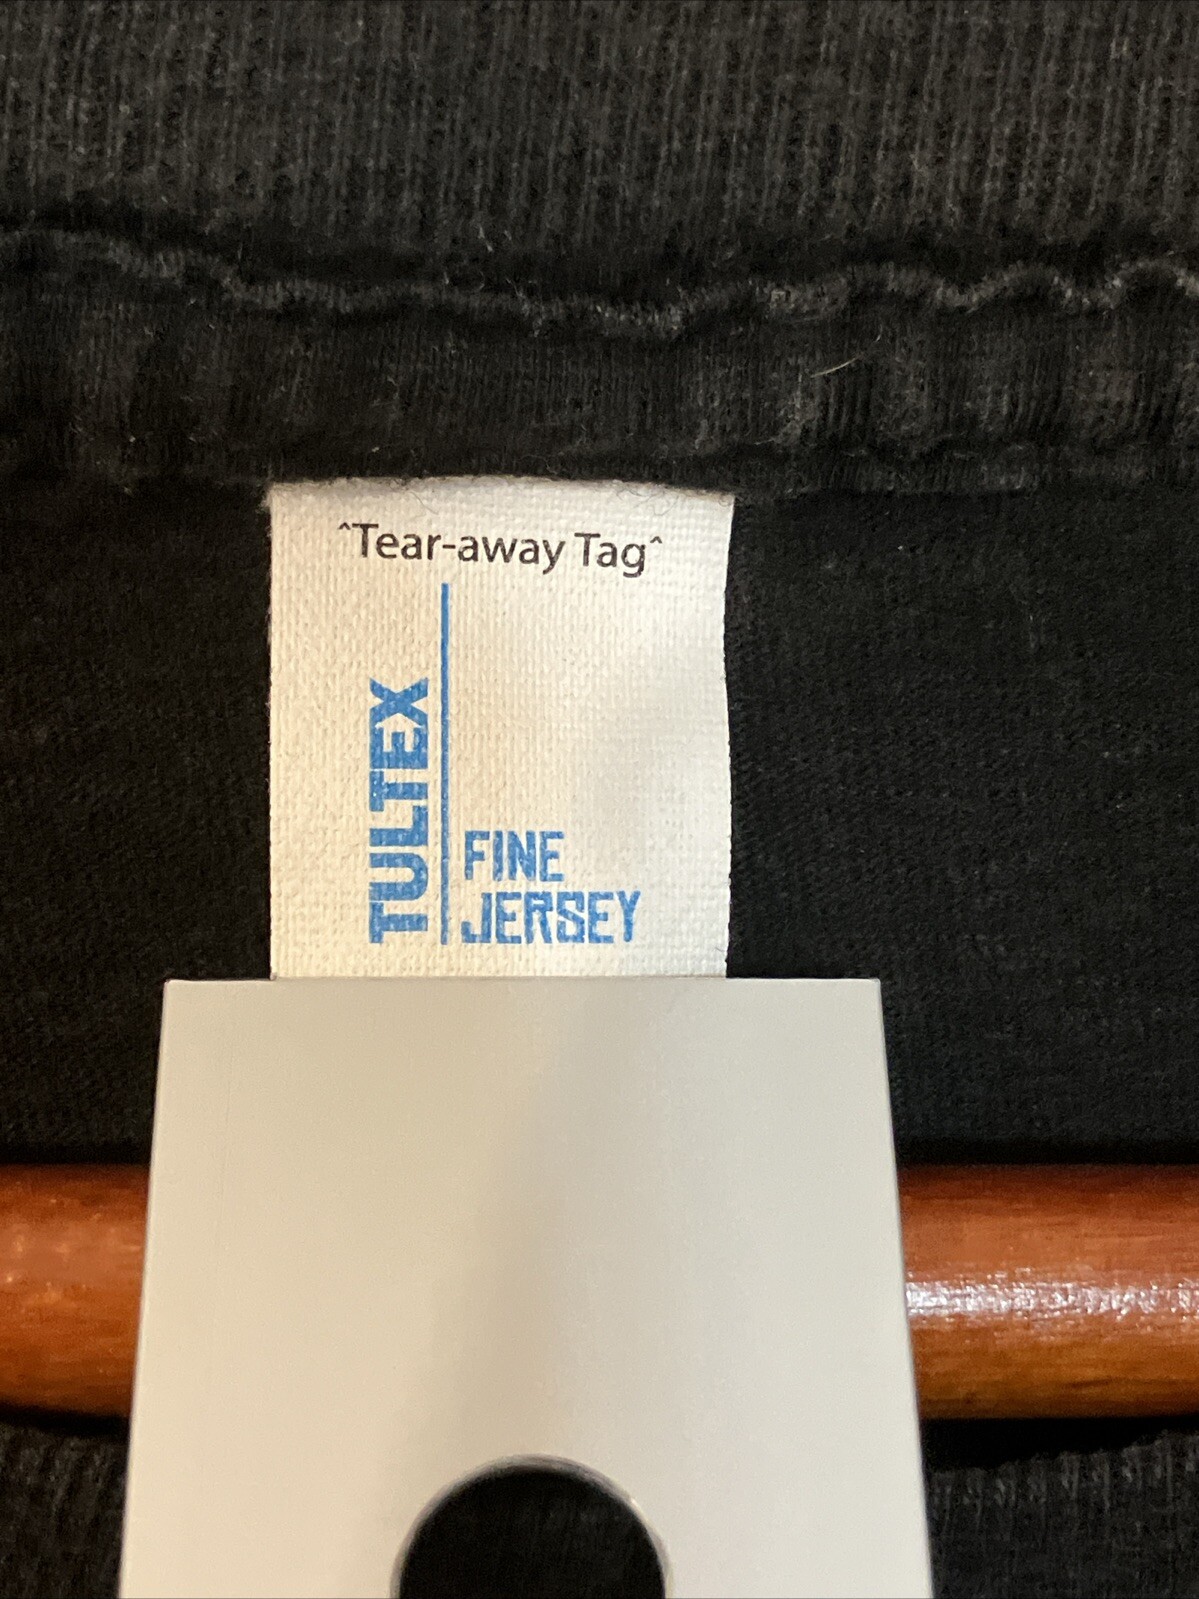 ^Tear-away Tag^
TULTEX
FINE
JERSEY